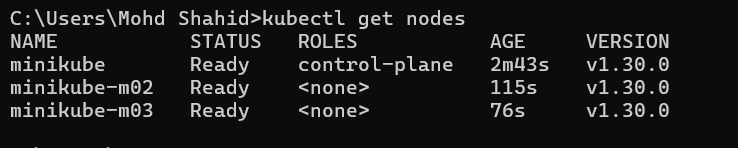 C:\Users\Mohd Shahid>kubectl get nodes
NAME STATUS ROLES AGE VERSION
minikube Ready control-plane 2m43s v1.30.0
minikube-m02 Ready <none> 115s v1.30.0
minikube-m03 Ready <none> 76s v1.30.0